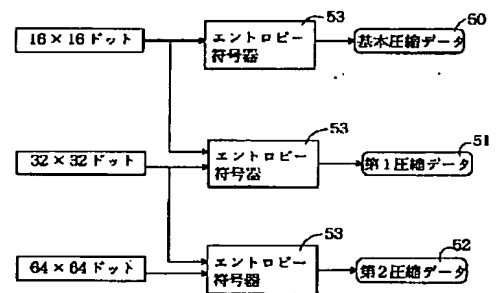 16×16ドット
エントロピー
符号器
53
基本圧縮データ
50
32×32ドット
エントロピー
符号器
53
第1圧縮データ
51
64×64ドット
エントロピー
符号器
53
第2圧縮データ
52